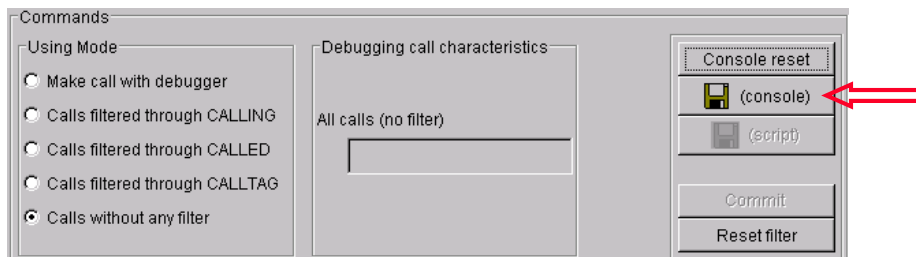 Commands
Using Mode
Make call with debugger
Calls filtered through CALLING
Calls filtered through CALLED
Calls filtered through CALLTAG
Calls without any filter
Debugging call characteristics
All calls (no filter)
Console reset
(console)
(script)
Commit
Reset filter